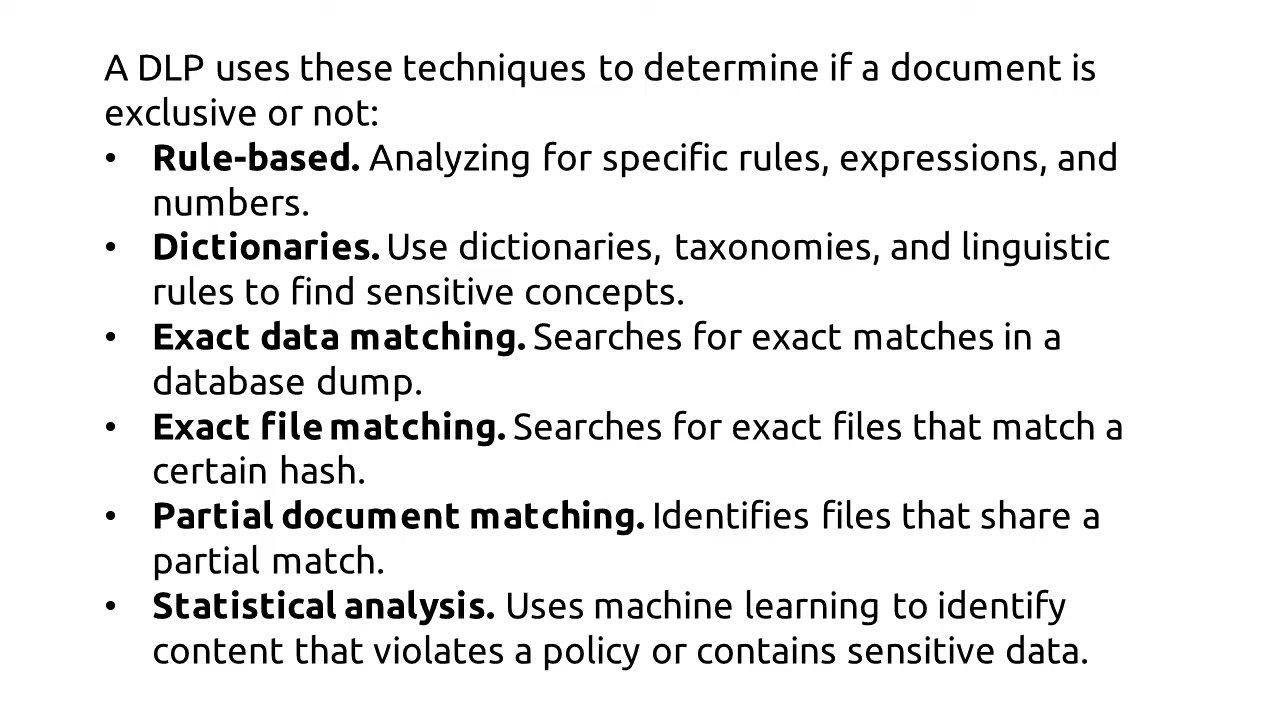 A DLP uses these techniques to determine if a document is
exclusive or not:
• Rule-based. Analyzing for specific rules, expressions, and
numbers.
• Dictionaries. Use dictionaries, taxonomies, and linguistic
rules to find sensitive concepts.
• Exact data matching. Searches for exact matches in a
database dump.
• Exact file matching. Searches for exact files that match a
certain hash.
• Partial document matching. Identifies files that share a
partial match.
• Statistical analysis. Uses machine learning to identify
content that violates a policy or contains sensitive data.